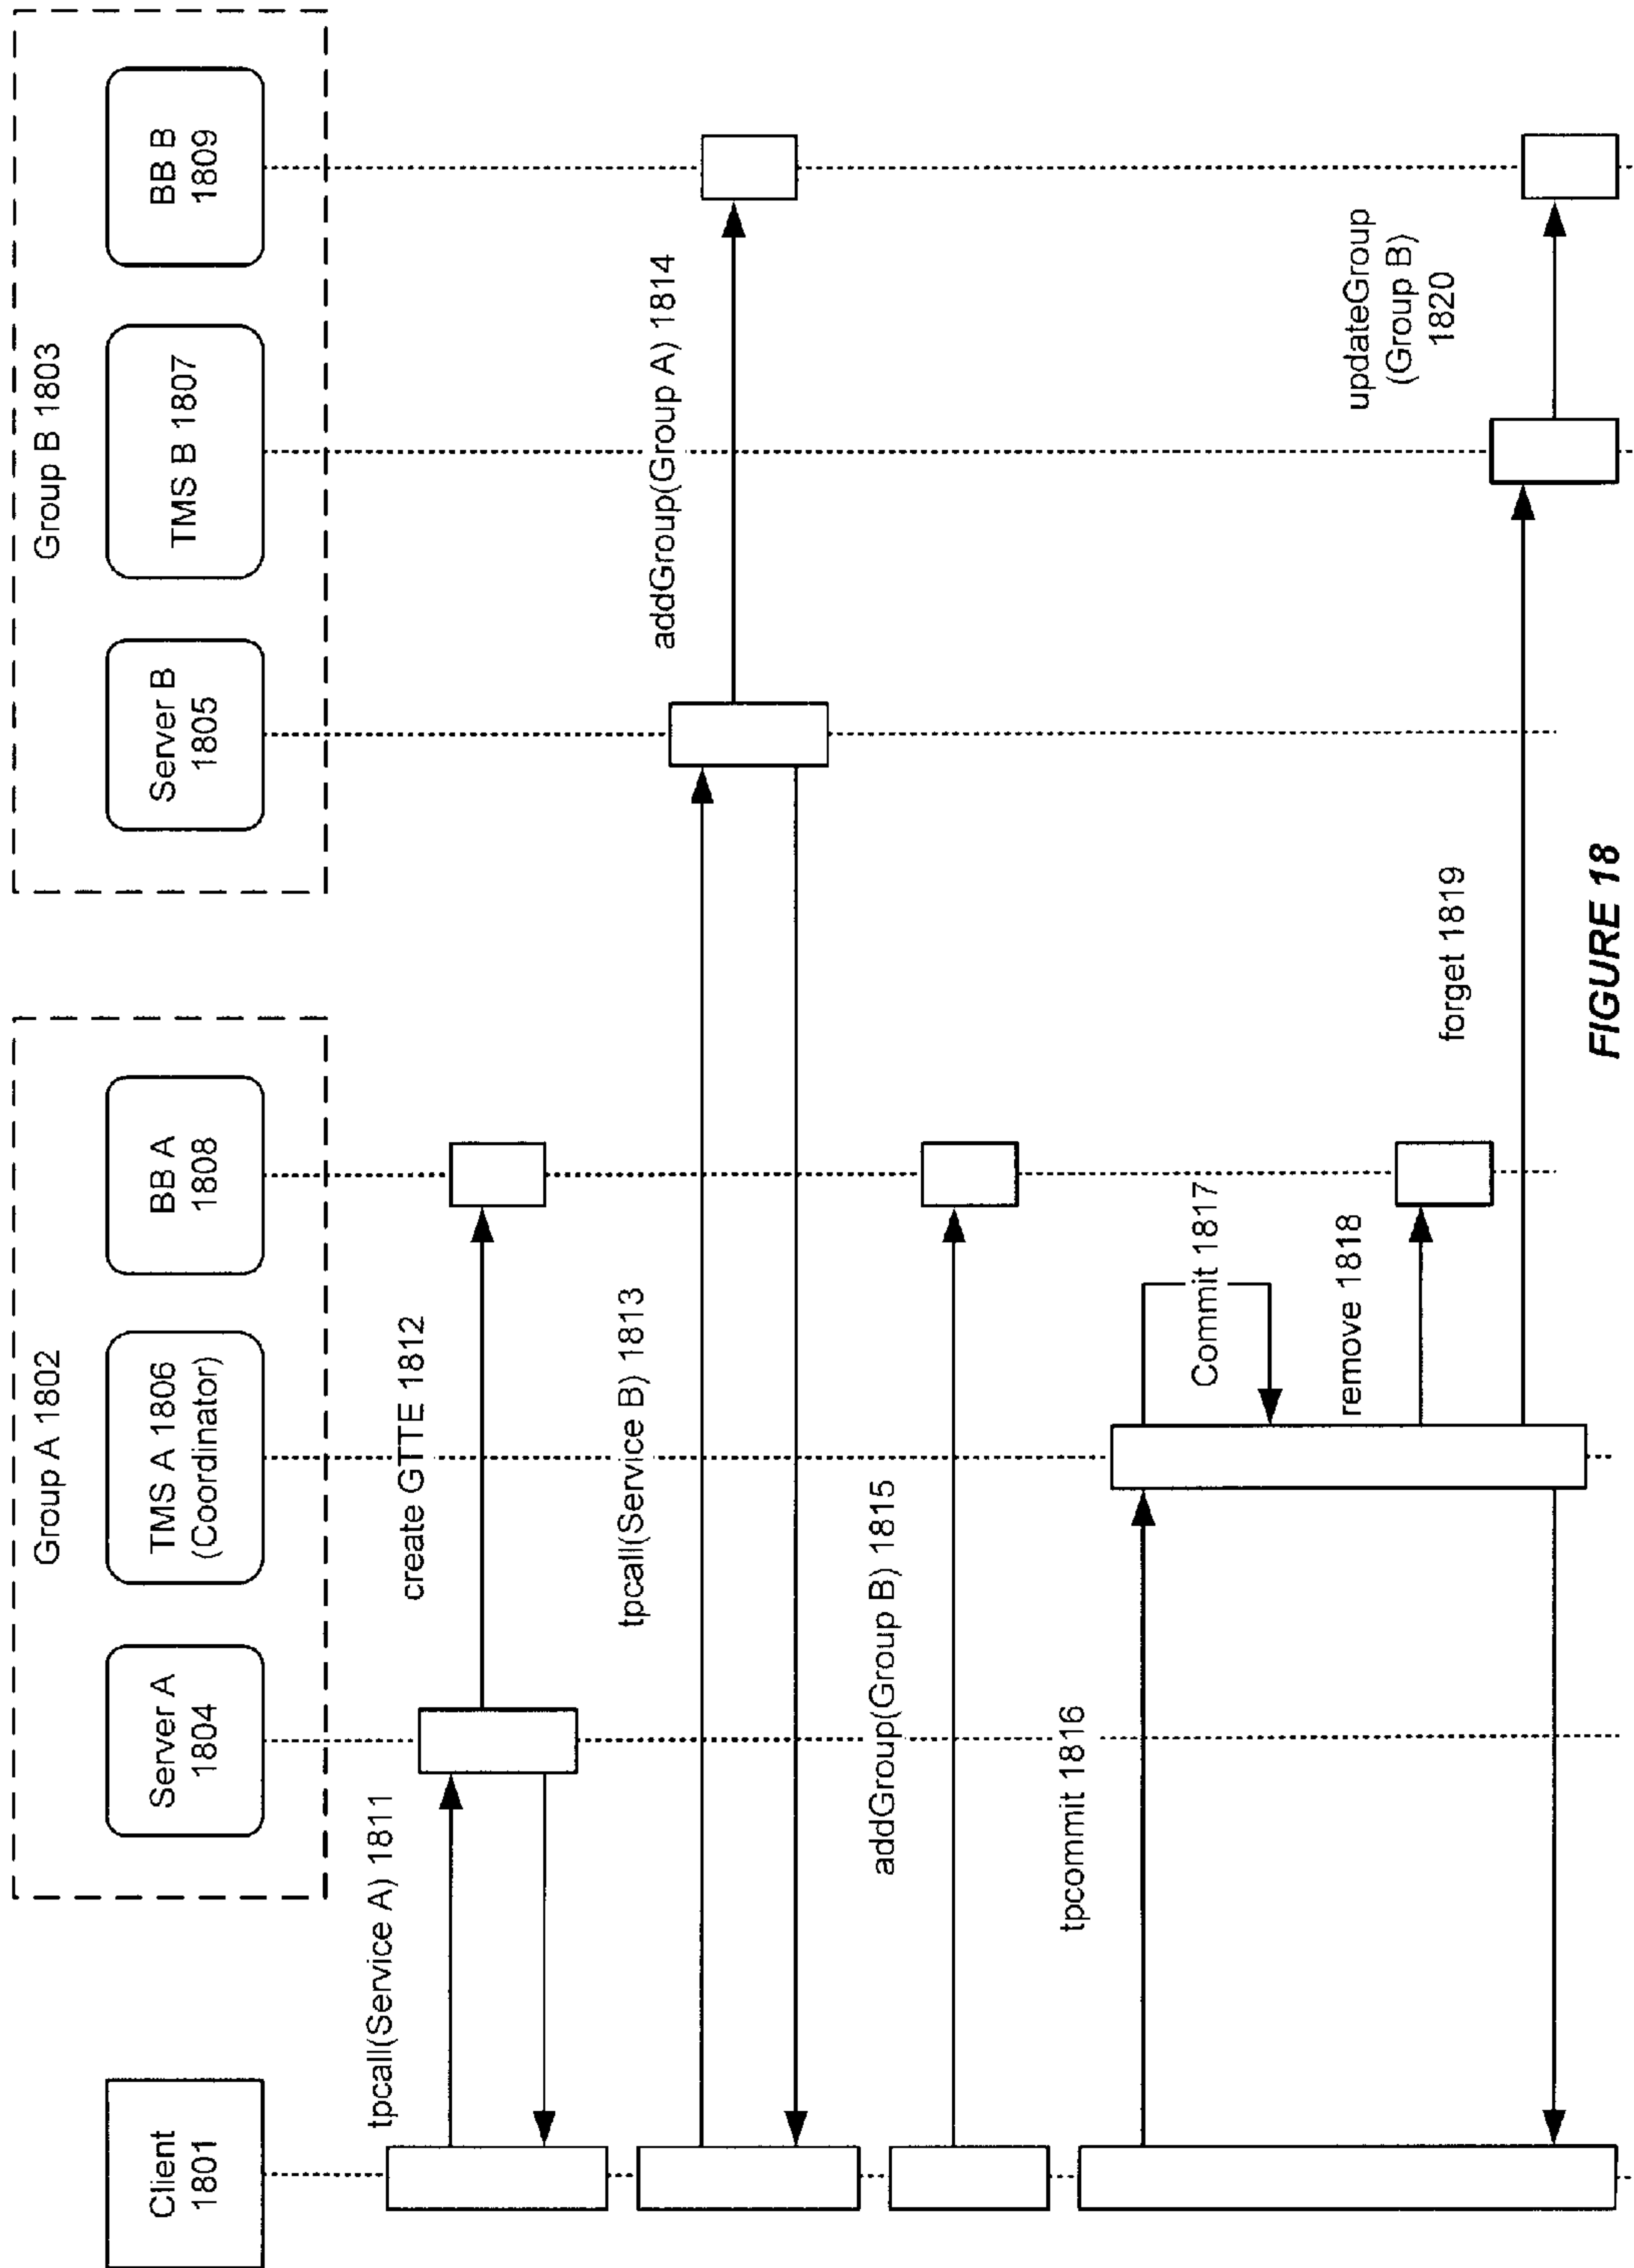 Group A 1802
Group B 1803
Client
1801
Server A
1804
TMS A 1806
(Coordinator)
BB A
1808
Server B
1805
TMS B 1807
BB B
1809
tpcall(Service A) 1811
create GTTE 1812
tpcall(Service B) 1813
addGroup(Group A) 1814
addGroup(Group B) 1815
tpcommit 1816
Commit 1817
remove 1818
forget 1819
updateGroup
(Group B)
1820
FIGURE 18